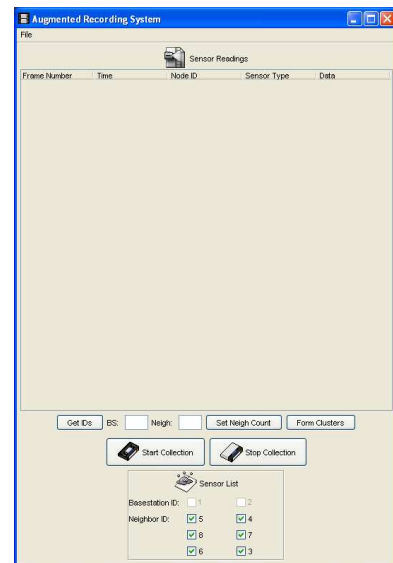 Augmented Recording System
File
Sensor Readings
Frame Number Time Node ID Sensor Type Data
Get IDs BS: Neigh: Set Neigh Count Form Clusters
Start Collection Stop Collection
Sensor List
Basestation ID: 1 2
Neighbor ID: 5 4
8 7
6 3